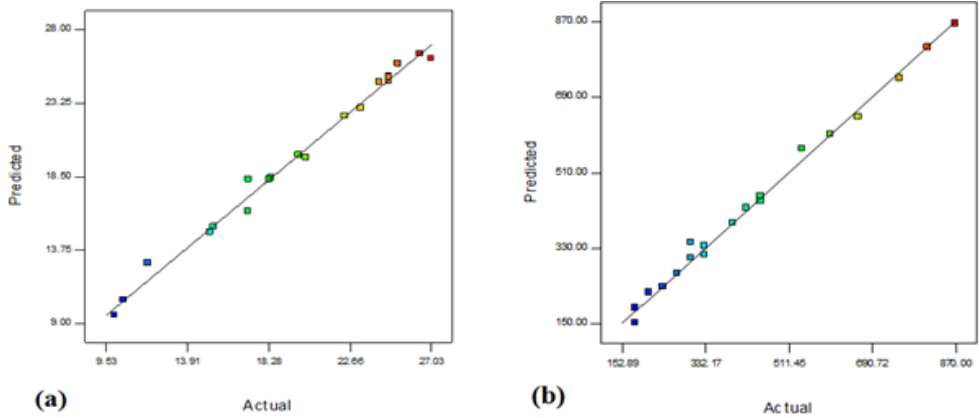 28.00
23.25
18.50
13.75
9.00
Predicted
9.53 13.91 18.28 22.66 27.03
(a)
Actual
870.00
690.00
510.00
330.00
150.00
Predicted
152.89 332.17 511.45 690.72 870.00
(b)
Actual